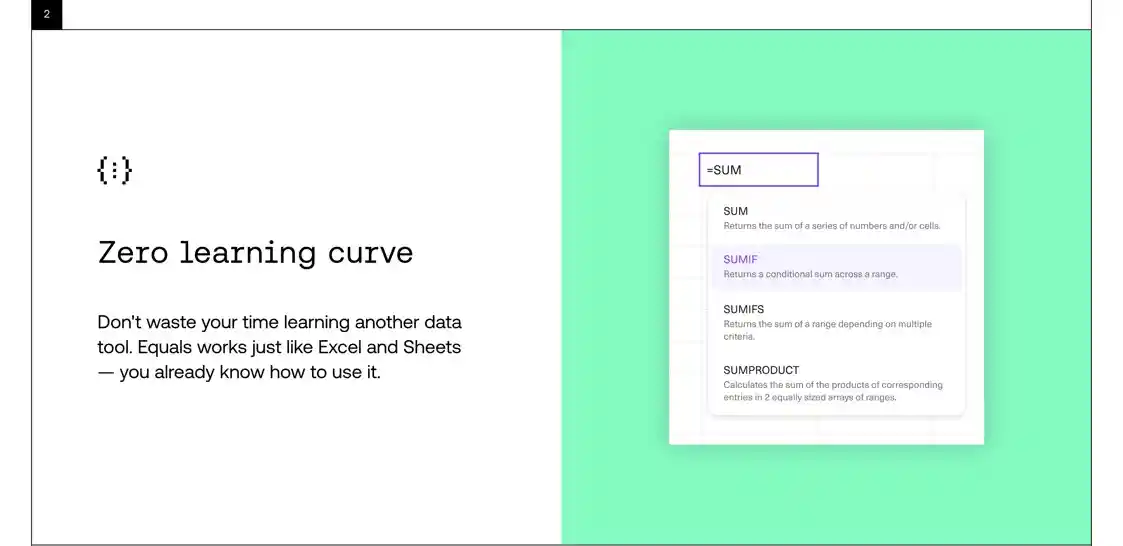 2
{:}
Zero learning curve
Don't waste your time learning another data
tool. Equals works just like Excel and Sheets
— you already know how to use it.
=SUM
SUM
Returns the sum of a series of numbers and/or cells.
SUMIF
Returns a conditional sum across a range.
SUMIFS
Returns the sum of a range depending on multiple
criteria.
SUMPRODUCT
Calculates the sum of the products of corresponding
entries in 2 equally sized arrays of ranges.